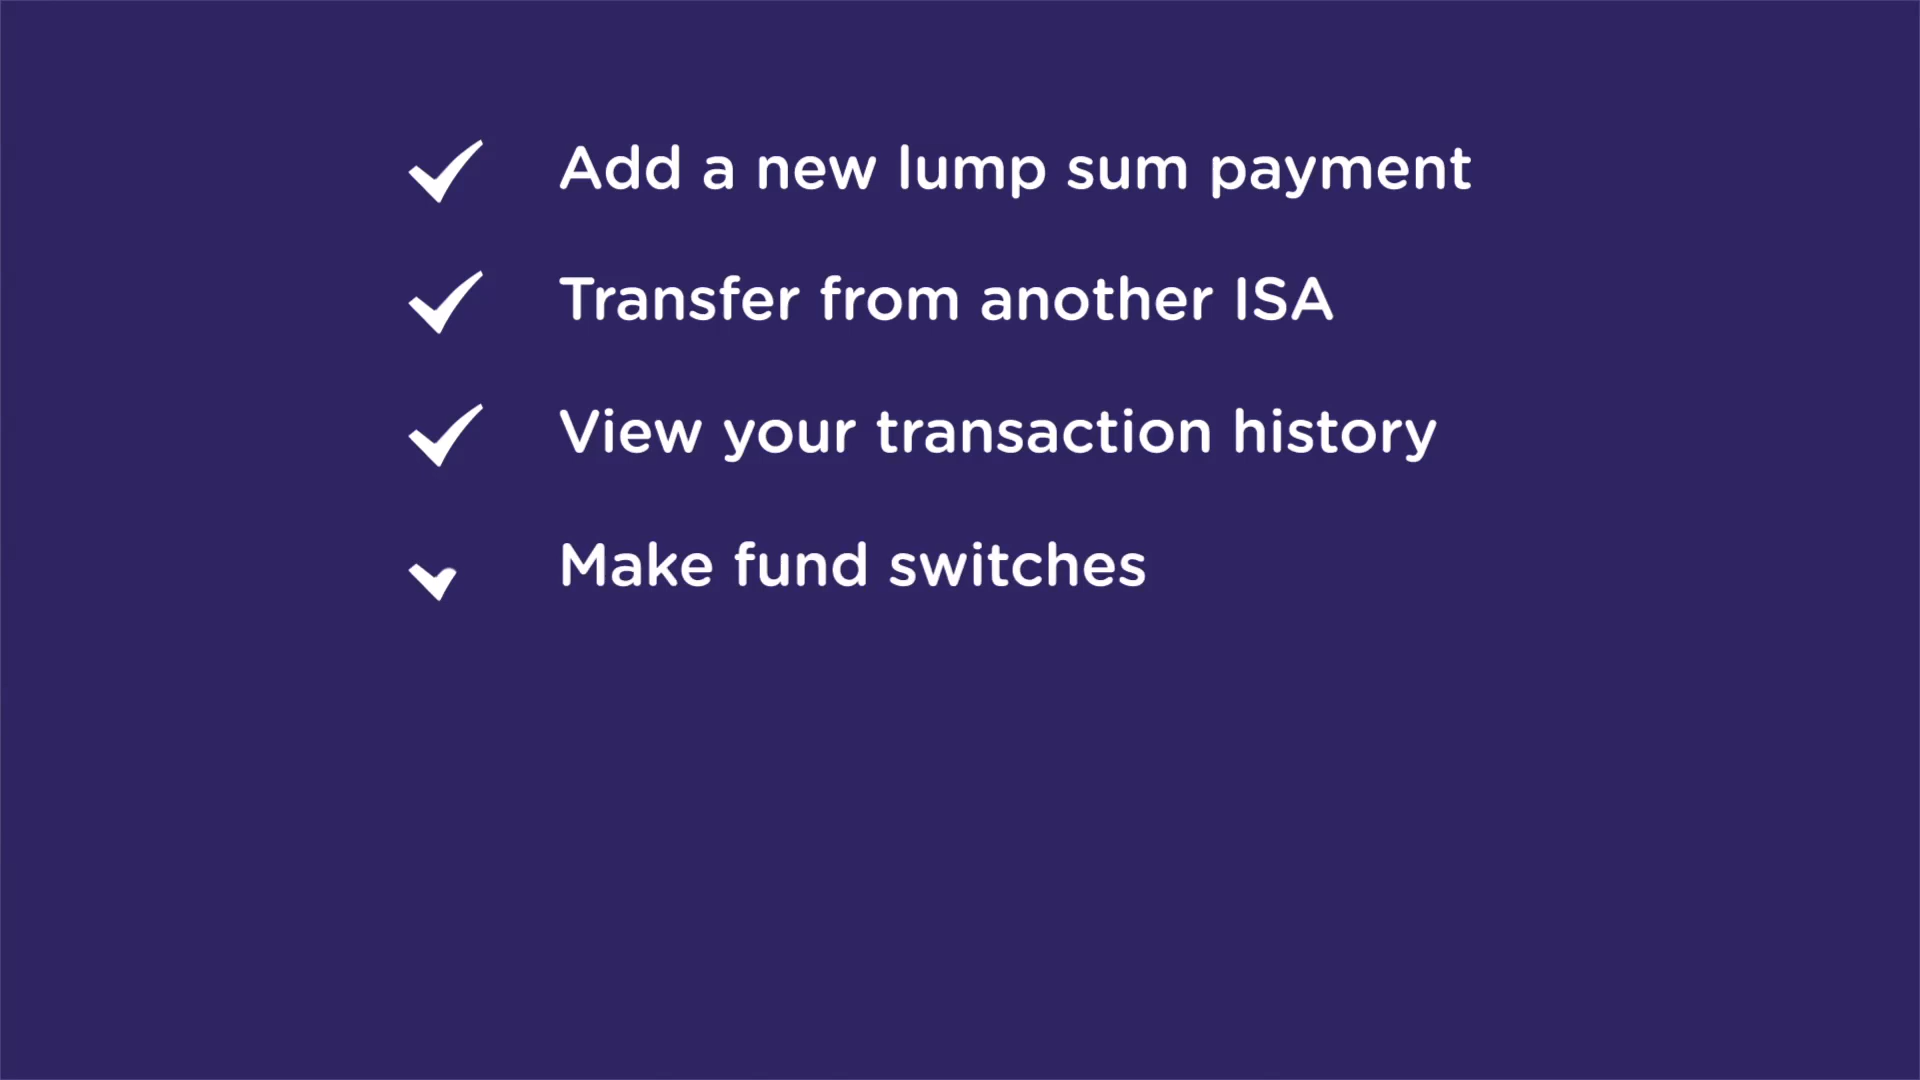 Add a new lump sum payment
Transfer from another ISA
View your transaction history
Make fund switches